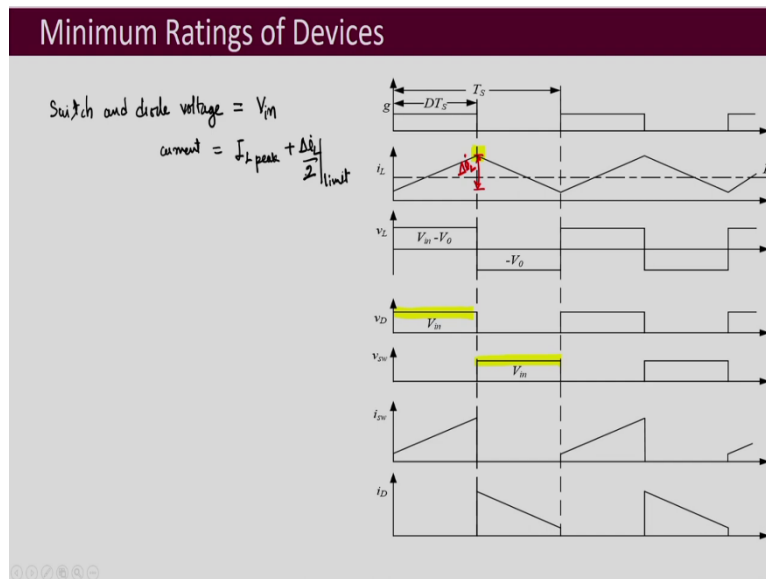 Minimum Ratings of Devices
Switch and diode voltage = Vin
current = IL peak + ΔiL/2 |limit
TS
DTS
g
iL
ΔiL
vL
Vin -V0
-V0
vD
Vin
vsw
Vin
isw
iD